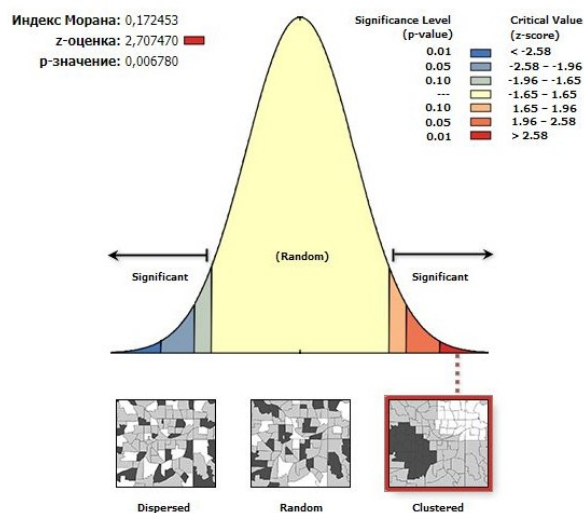 Индекс Морана: 0,172453
z-оценка: 2,707470
p-значение: 0,006780
Significance Level
(p-value)
Critical Value
(z-score)
0.01 < -2.58
0.05 -2.58 – -1.96
0.10 -1.96 – -1.65
--- -1.65 – 1.65
0.10 1.65 – 1.96
0.05 1.96 – 2.58
0.01 > 2.58
Significant
(Random)
Significant
Dispersed
Random
Clustered